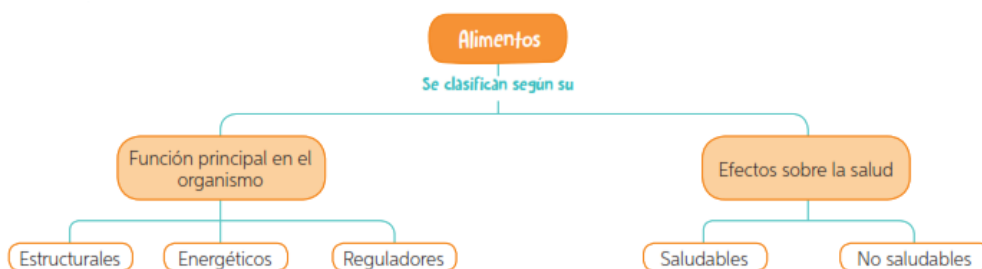 Alimentos
Se clasifican según su
Función principal en el
organismo
Efectos sobre la salud
Estructurales
Energéticos
Reguladores
Saludables
No saludables